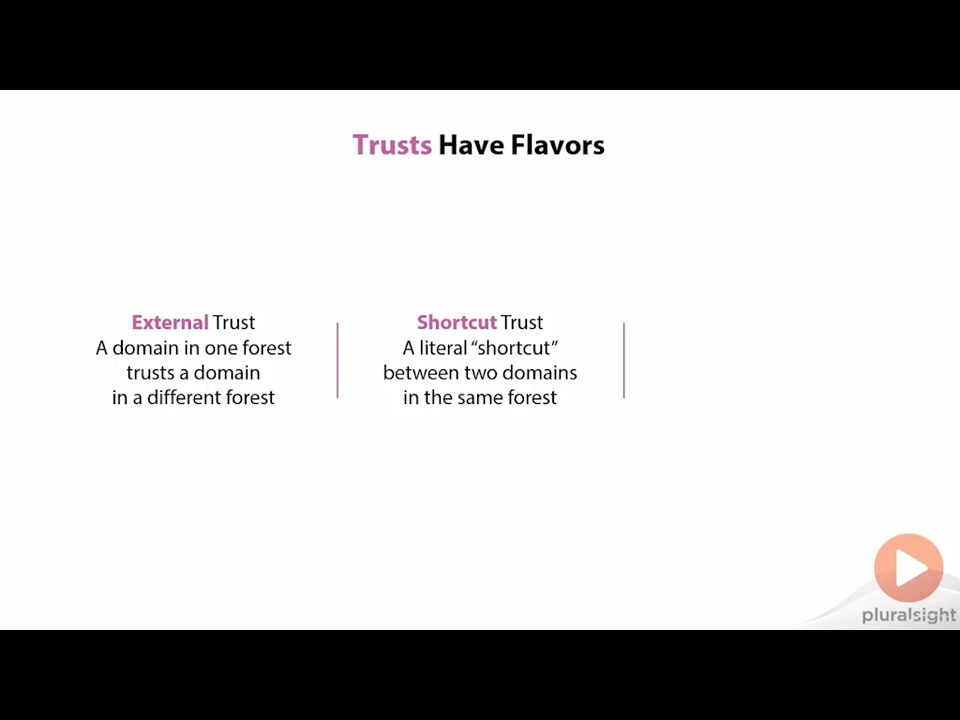 Trusts Have Flavors
External Trust
A domain in one forest
trusts a domain
in a different forest
Shortcut Trust
A literal “shortcut”
between two domains
in the same forest
pluralsight